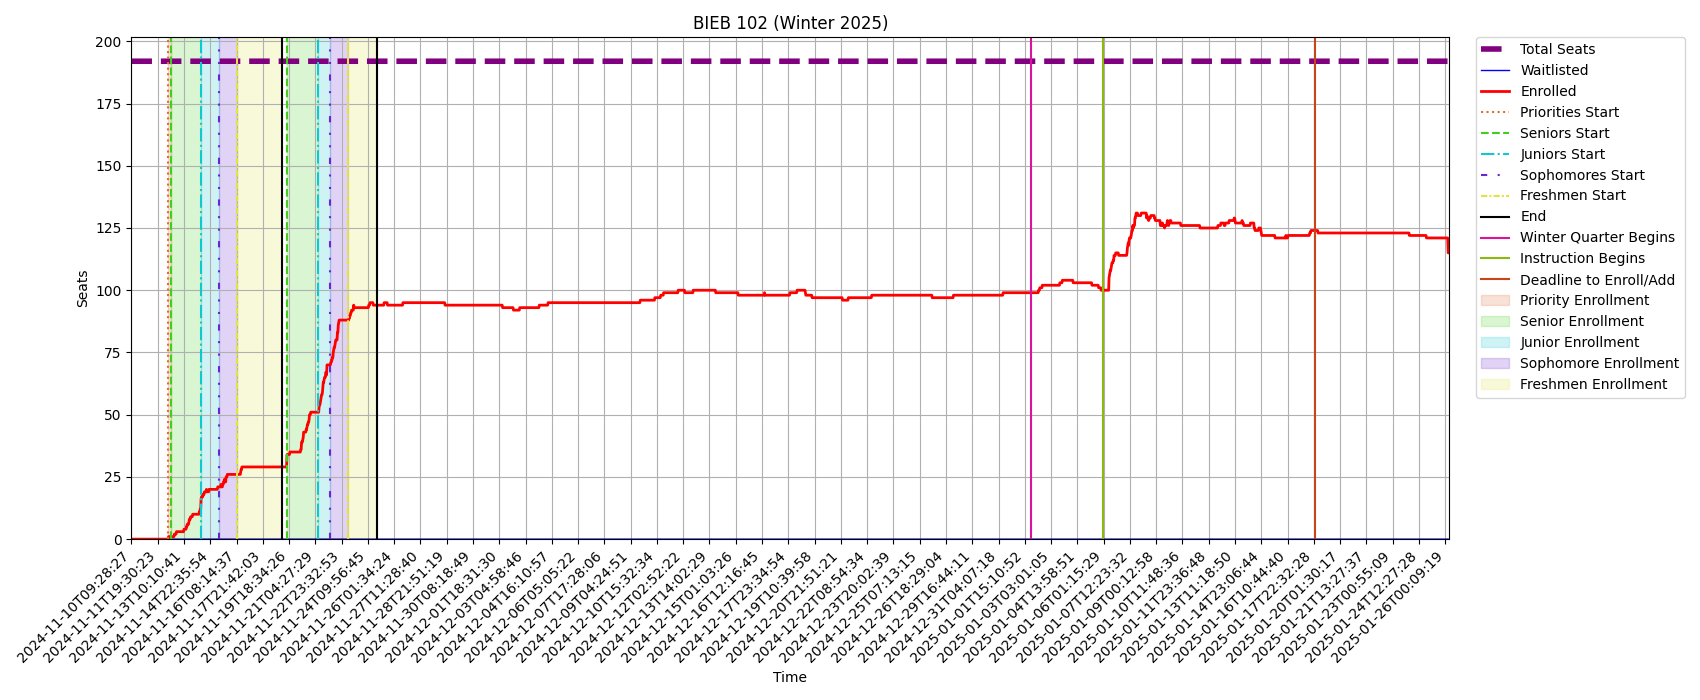 BIEB 102 (Winter 2025)
200
175
150
125
100
75
50
25
0
Seats
2024-11-10T09:28:27
2024-11-11T19:30:23
2024-11-13T10:10:41
2024-11-14T22:35:54
2024-11-16T08:14:37
2024-11-17T21:42:03
2024-11-19T18:34:26
2024-11-21T04:27:29
2024-11-22T23:32:53
2024-11-24T09:56:45
2024-11-26T01:34:24
2024-11-27T11:28:40
2024-11-28T21:51:19
2024-11-30T08:18:49
2024-12-01T18:31:30
2024-12-03T04:58:46
2024-12-04T16:10:57
2024-12-06T05:05:22
2024-12-07T17:28:06
2024-12-09T04:24:51
2024-12-10T15:32:34
2024-12-12T02:52:22
2024-12-13T14:02:29
2024-12-15T01:03:26
2024-12-16T12:16:45
2024-12-17T23:34:54
2024-12-19T10:39:58
2024-12-20T21:51:21
2024-12-22T08:54:34
2024-12-23T20:02:39
2024-12-25T07:13:15
2024-12-26T18:29:04
2024-12-29T16:44:11
2024-12-31T04:07:18
2025-01-01T15:10:52
2025-01-03T03:01:05
2025-01-04T13:58:51
2025-01-06T01:15:29
2025-01-07T12:23:32
2025-01-09T00:12:58
2025-01-10T11:48:36
2025-01-11T23:36:48
2025-01-13T11:18:50
2025-01-14T23:06:44
2025-01-16T10:44:40
2025-01-17T22:32:28
2025-01-20T01:30:17
2025-01-21T13:27:37
2025-01-23T00:55:09
2025-01-24T12:27:28
2025-01-26T00:09:19
Time
Total Seats
Waitlisted
Enrolled
Priorities Start
Seniors Start
Juniors Start
Sophomores Start
Freshmen Start
End
Winter Quarter Begins
Instruction Begins
Deadline to Enroll/Add
Priority Enrollment
Senior Enrollment
Junior Enrollment
Sophomore Enrollment
Freshmen Enrollment